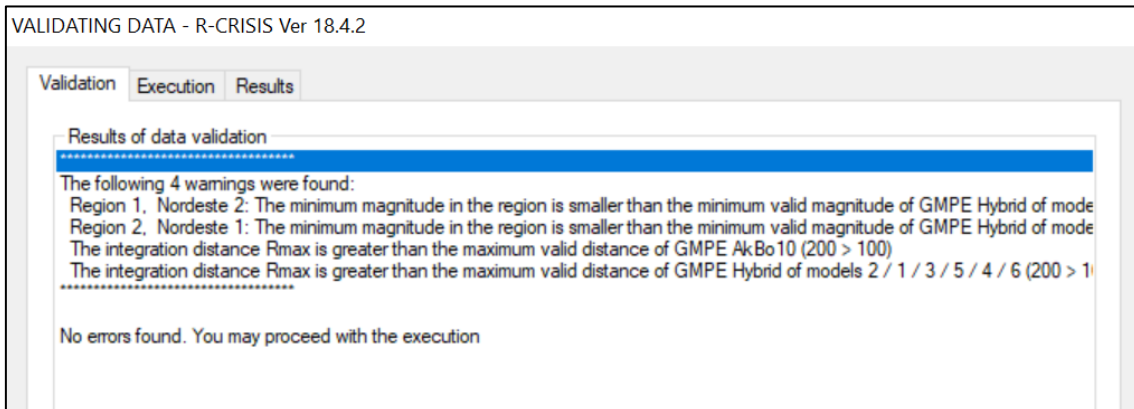 VALIDATING DATA - R-CRISIS Ver 18.4.2
Validation Execution Results
Results of data validation
***********************************
The following 4 warnings were found:
Region 1, Nordeste 2: The minimum magnitude in the region is smaller than the minimum valid magnitude of GMPE Hybrid of mode
Region 2, Nordeste 1: The minimum magnitude in the region is smaller than the minimum valid magnitude of GMPE Hybrid of mode
The integration distance Rmax is greater than the maximum valid distance of GMPE AkBo10 (200 > 100)
The integration distance Rmax is greater than the maximum valid distance of GMPE Hybrid of models 2 / 1 / 3 / 5 / 4 / 6 (200 > 1
***********************************
No errors found. You may proceed with the execution